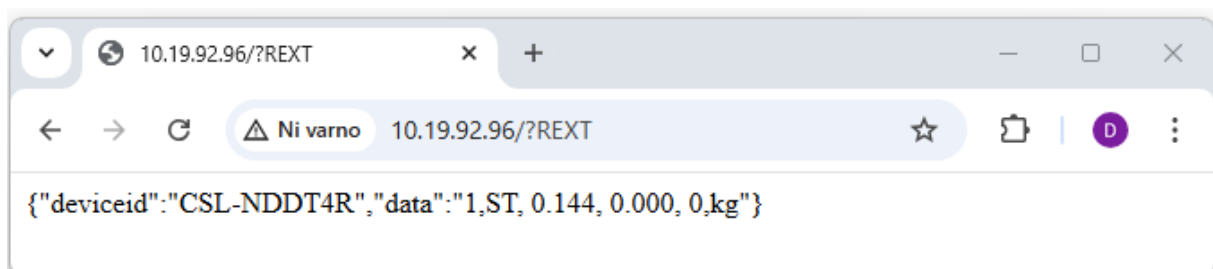 10.19.92.96/?REXT
Ni varno 10.19.92.96/?REXT
D
{"deviceid":"CSL-NDDT4R","data":"1,ST, 0.144, 0.000, 0,kg"}